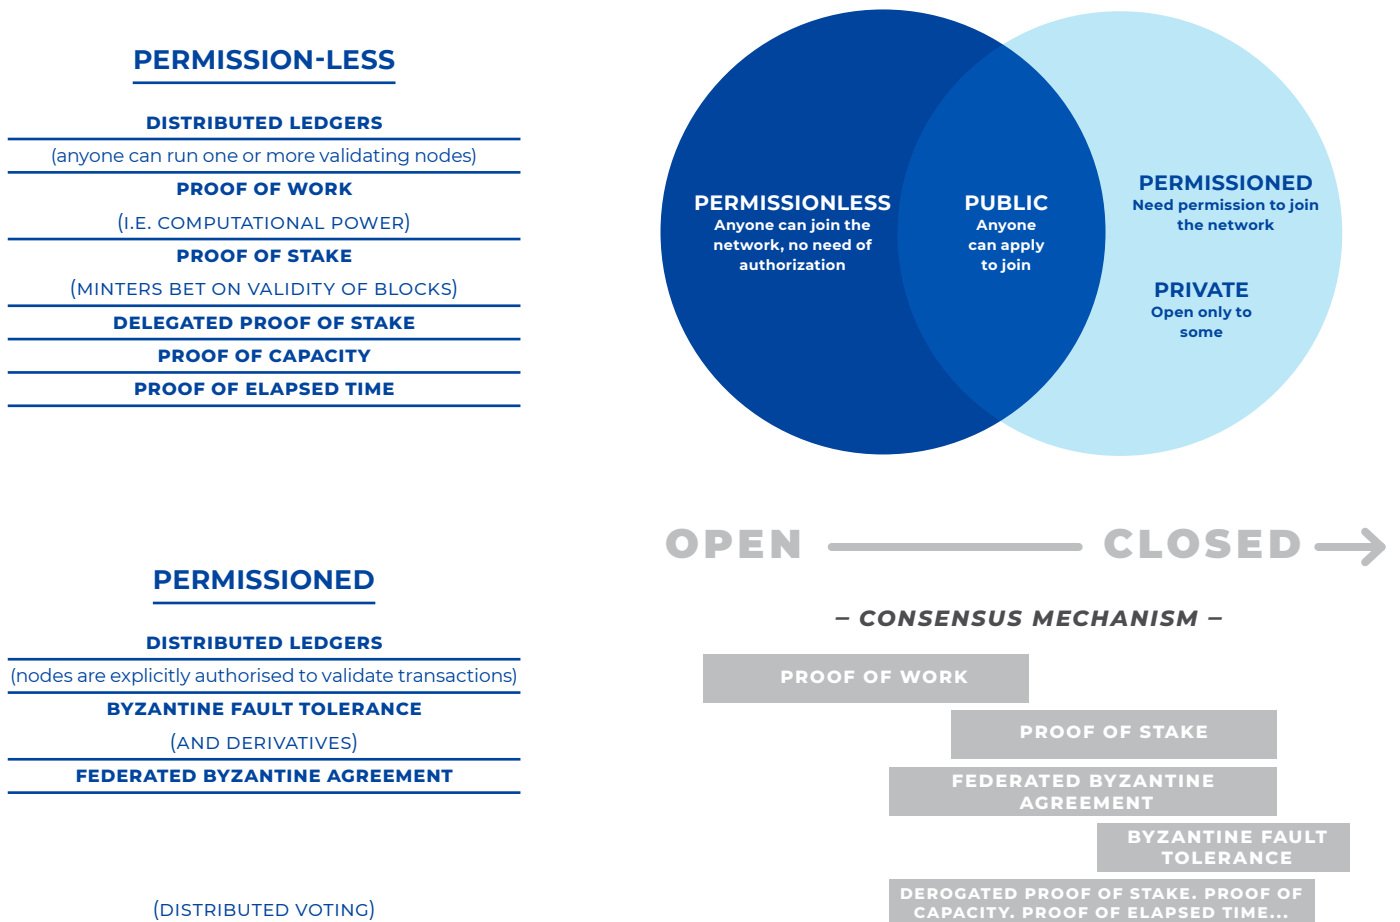 PERMISSION-LESS
DISTRIBUTED LEDGERS
(anyone can run one or more validating nodes)
PROOF OF WORK
(I.E. COMPUTATIONAL POWER)
PROOF OF STAKE
(MINTERS BET ON VALIDITY OF BLOCKS)
DELEGATED PROOF OF STAKE
PROOF OF CAPACITY
PROOF OF ELAPSED TIME
PERMISSIONED
DISTRIBUTED LEDGERS
(nodes are explicitly authorised to validate transactions)
BYZANTINE FAULT TOLERANCE
(AND DERIVATIVES)
FEDERATED BYZANTINE AGREEMENT
(DISTRIBUTED VOTING)
PERMISSIONLESS
Anyone can join the
network, no need of
authorization
PUBLIC
Anyone
can apply
to join
PERMISSIONED
Need permission to join
the network
PRIVATE
Open only to
some
OPEN
CLOSED
– CONSENSUS MECHANISM –
PROOF OF WORK
PROOF OF STAKE
FEDERATED BYZANTINE
AGREEMENT
BYZANTINE FAULT
TOLERANCE
DEROGATED PROOF OF STAKE. PROOF OF
CAPACITY. PROOF OF ELAPSED TIME...